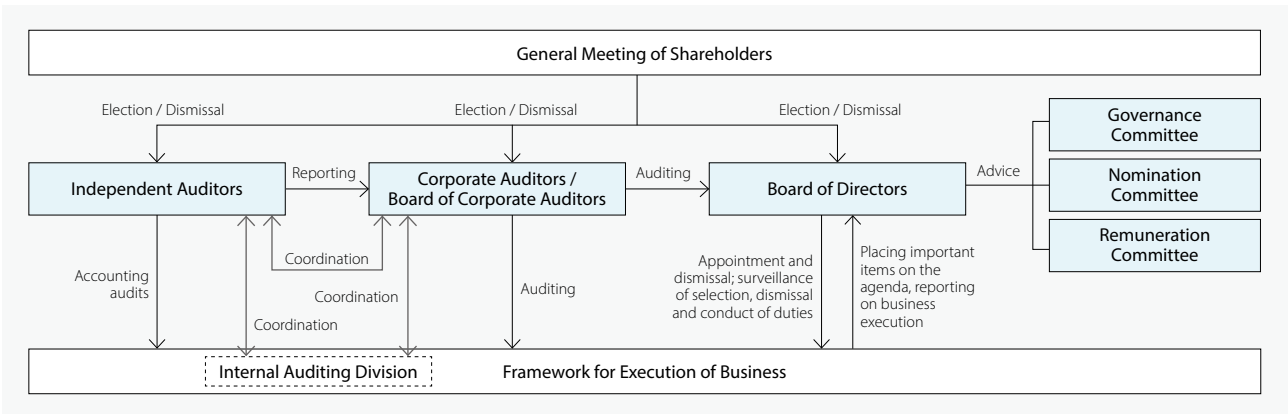 General Meeting of Shareholders
Election / Dismissal
Election / Dismissal
Election / Dismissal
Governance
Committee
Independent Auditors
Reporting
Corporate Auditors /
Board of Corporate Auditors
Auditing
Board of Directors
Advice
Nomination
Committee
Remuneration
Committee
Accounting
audits
Coordination
Coordination
Coordination
Auditing
Appointment and
dismissal; surveillance
of selection, dismissal
and conduct of duties
Placing important
items on the
agenda, reporting
on business
execution
Internal Auditing Division
Framework for Execution of Business